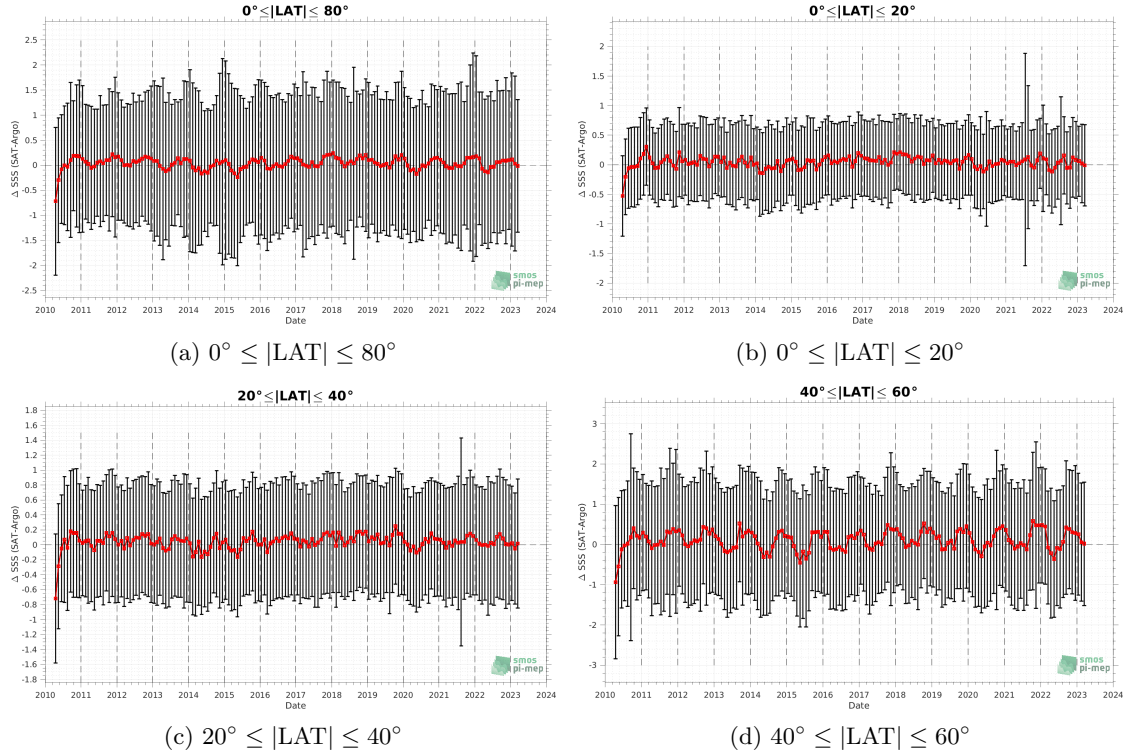 0°≤|LAT|≤ 80°
Δ SSS (SAT-Argo)
2.5
2
1.5
1
0.5
0
-0.5
-1
-1.5
-2
-2.5
2010 2011 2012 2013 2014 2015 2016 2017 2018 2019 2020 2021 2022 2023 2024
Date
smos
pi-mep
(a) 0° ≤ |LAT| ≤ 80°
0°≤|LAT|≤ 20°
Δ SSS (SAT-Argo)
2
1.5
1
0.5
0
-0.5
-1
-1.5
-2
2010 2011 2012 2013 2014 2015 2016 2017 2018 2019 2020 2021 2022 2023 2024
Date
smos
pi-mep
(b) 0° ≤ |LAT| ≤ 20°
20°≤|LAT|≤ 40°
Δ SSS (SAT-Argo)
1.8
1.6
1.4
1.2
1
0.8
0.6
0.4
0.2
0
-0.2
-0.4
-0.6
-0.8
-1
-1.2
-1.4
-1.6
-1.8
2010 2011 2012 2013 2014 2015 2016 2017 2018 2019 2020 2021 2022 2023 2024
Date
smos
pi-mep
(c) 20° ≤ |LAT| ≤ 40°
40°≤|LAT|≤ 60°
Δ SSS (SAT-Argo)
3
2
1
0
-1
-2
-3
2010 2011 2012 2013 2014 2015 2016 2017 2018 2019 2020 2021 2022 2023 2024
Date
smos
pi-mep
(d) 40° ≤ |LAT| ≤ 60°